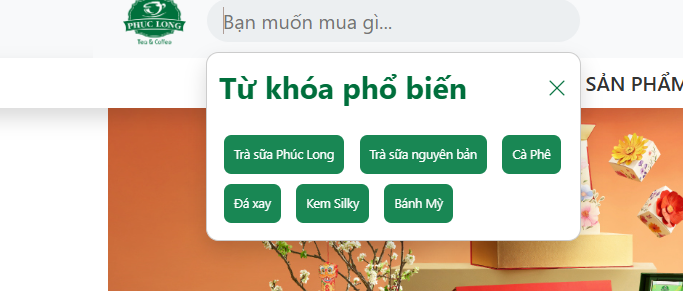 PHUC LONG
Tea & Coffee
Bạn muốn mua gì...
Từ khóa phổ biến
SẢN PHẨM
Trà sữa Phúc Long Trà sữa nguyên bản Cà Phê
Đá xay Kem Silky Bánh Mỳ